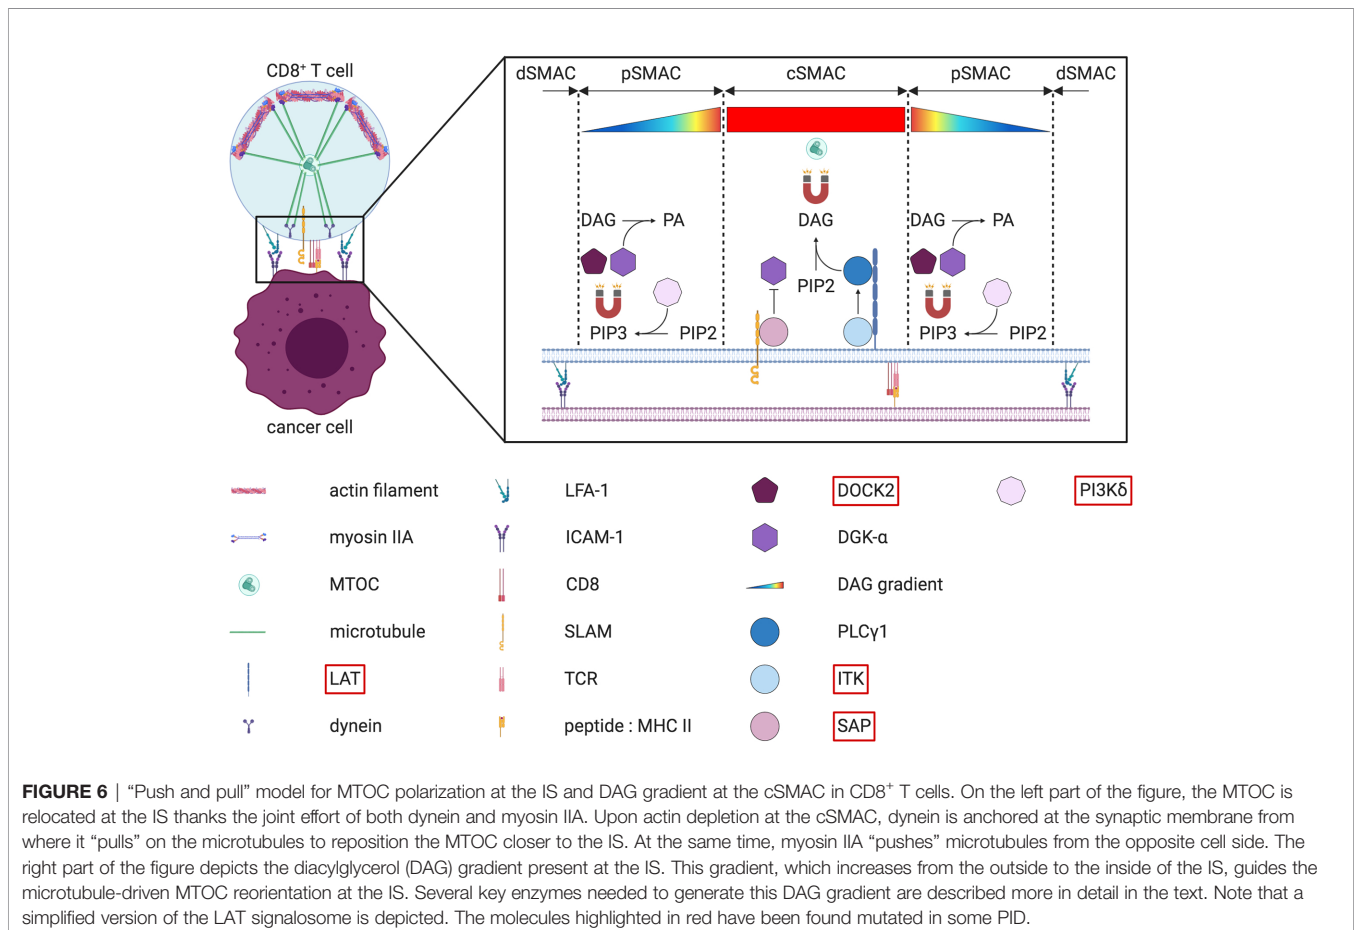 CD8+ T cell
cancer cell
dSMAC pSMAC cSMAC pSMAC dSMAC
DAG PA DAG DAG PA
PIP2
PIP3 PIP2 PIP3 PIP2
actin filament LFA-1 DOCK2 PI3Kδ
myosin IIA ICAM-1 DGK-α
MTOC CD8 DAG gradient
microtubule SLAM PLCγ1
LAT TCR ITK
dynein peptide : MHC II SAP
FIGURE 6 | “Push and pull” model for MTOC polarization at the IS and DAG gradient at the cSMAC in CD8+ T cells. On the left part of the figure, the MTOC is
relocated at the IS thanks the joint effort of both dynein and myosin IIA. Upon actin depletion at the cSMAC, dynein is anchored at the synaptic membrane from
where it “pulls” on the microtubules to reposition the MTOC closer to the IS. At the same time, myosin IIA “pushes” microtubules from the opposite cell side. The
right part of the figure depicts the diacylglycerol (DAG) gradient present at the IS. This gradient, which increases from the outside to the inside of the IS, guides the
microtubule-driven MTOC reorientation at the IS. Several key enzymes needed to generate this DAG gradient are described more in detail in the text. Note that a
simplified version of the LAT signalosome is depicted. The molecules highlighted in red have been found mutated in some PID.